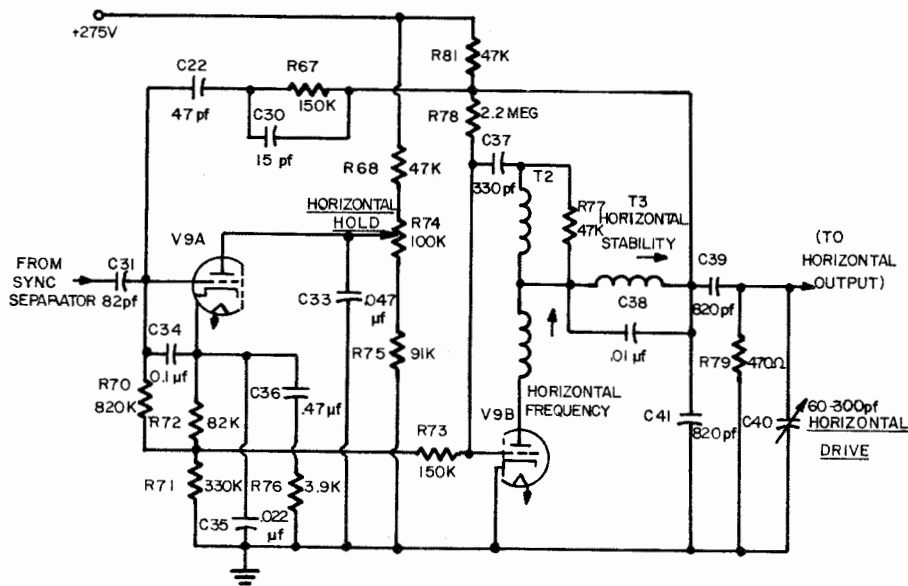 +275V
C22
47 pf
R67
150K
C30
15 pf
R81
47K
R78
2.2 MEG
C37
330pf
T2
R68
47K
HORIZONTAL
HOLD
R74
100K
R77
47K
T3
HORIZONTAL
STABILITY
V9A
FROM
SYNC
SEPARATOR
C31
82pf
C33
.047
µf
C39
820pf
(TO
HORIZONTAL
OUTPUT)
C38
.01µf
C34
0.1µf
R70
820K
R72
82K
C36
.47µf
R75
91K
HORIZONTAL
FREQUENCY
R79
470Ω
V9B
C41
820pf
C40
60-300pf
HORIZONTAL
DRIVE
R73
150K
R71
330K
R76
3.9K
C35
.022
µf